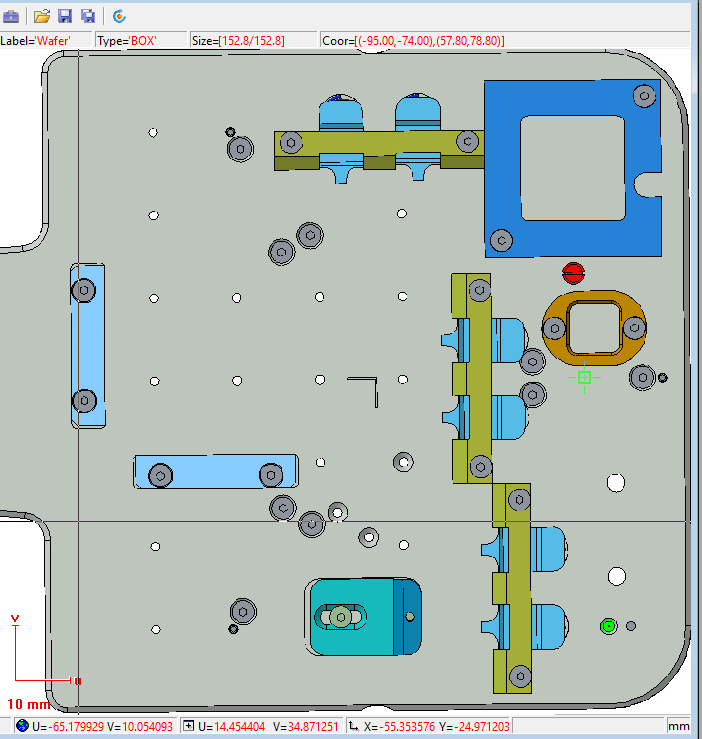 Label='Wafer' Type='BOX' Size=[152.8/152.8] Coor=[(-95.00,-74.00),(57.80,78.80)]
V
U
10 mm
U=-65.179929 V=10.054093 U=14.454404 V=34.871251 X=-55.353576 Y=-24.971203 mm